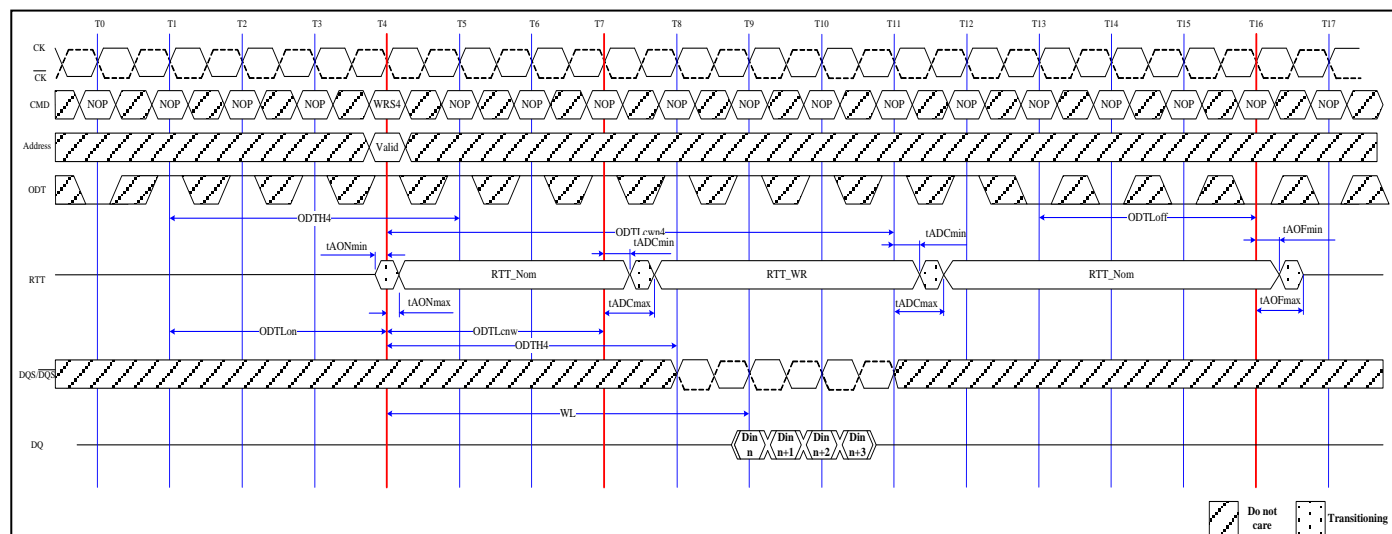 T0 T1 T2 T3 T4 T5 T6 T7 T8 T9 T10 T11 T12 T13 T14 T15 T16 T17
CK
CK
CMD NOP NOP NOP NOP WRS4 NOP NOP NOP NOP NOP NOP NOP NOP NOP NOP NOP NOP NOP
Address Valid
ODT
ODTH4 ODTLoff
ODTLcwn4
tADCmin
tAONmin tADCmin tAOFmin
RTT RTT_Nom RTT_WR RTT_Nom
tAONmax tADCmax tADCmax tAOFmax
ODTLon ODTLcnw
ODTH4
DQS/DQS
WL
DQ Din Din Din Din
n n+1 n+2 n+3
Do not
care
Transitioning